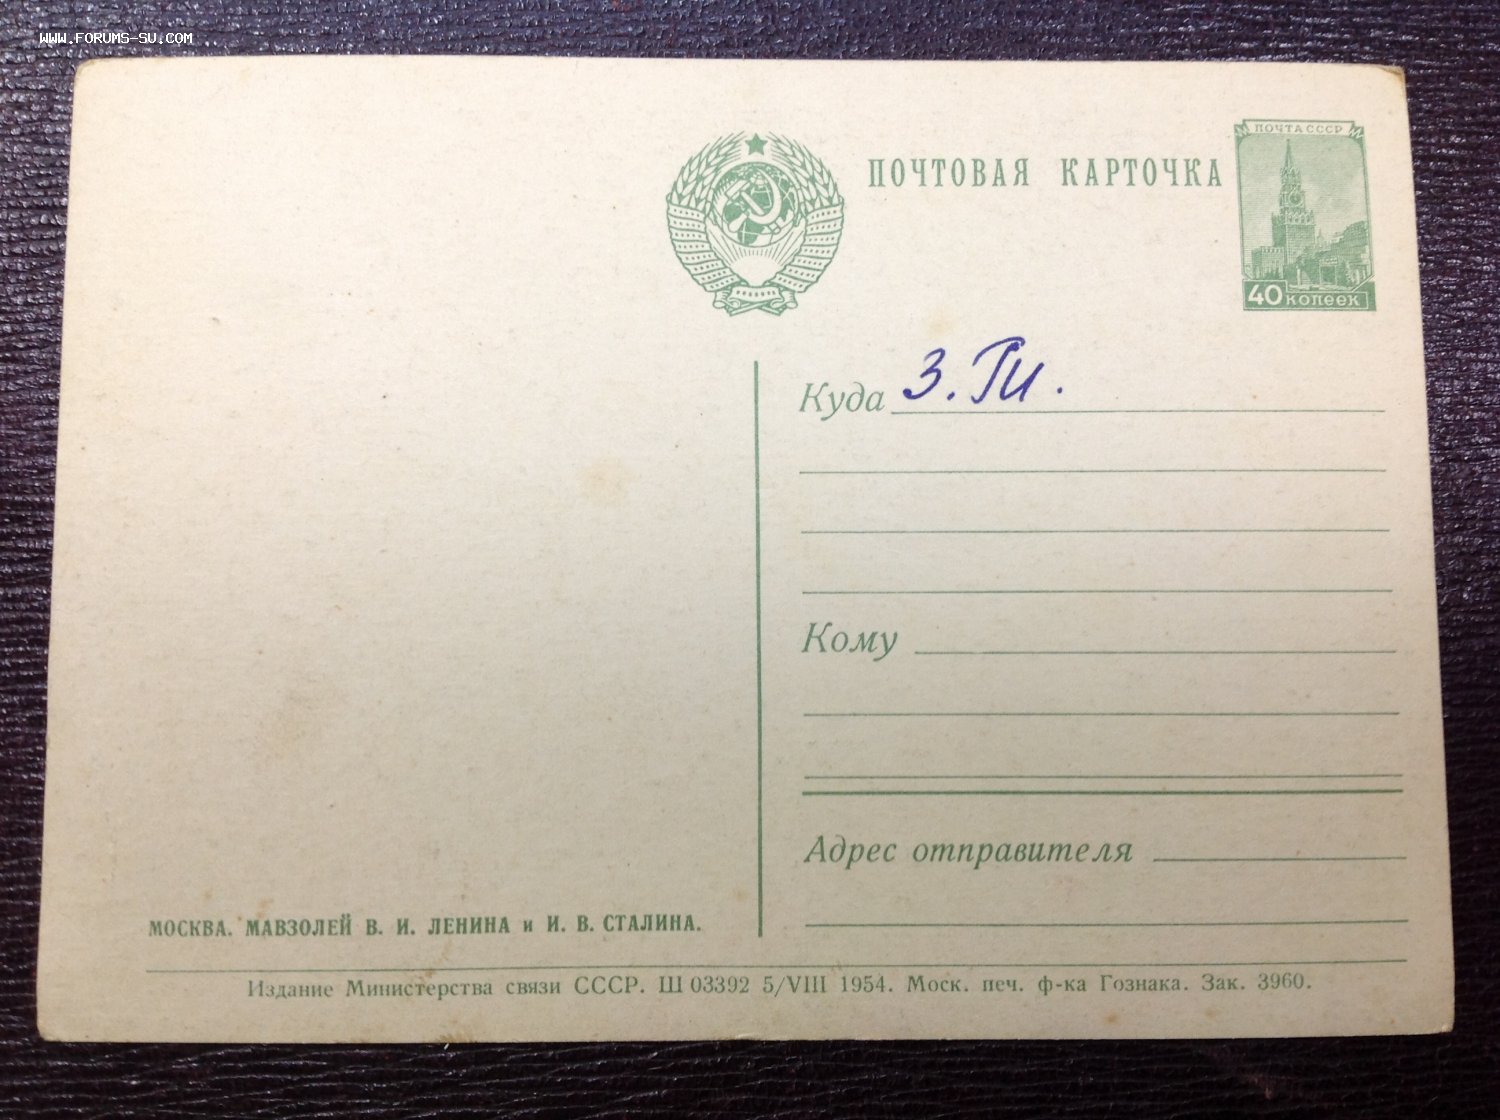 WWW.FORUMS-SU.COM
ПОЧТОВАЯ КАРТОЧКА
ПОЧТА СССР
40 копеек
Куда З. Ги.
Кому
Адрес отправителя
МОСКВА. МАВЗОЛЕЙ В. И. ЛЕНИНА и И. В. СТАЛИНА.
Издание Министерства связи СССР. Ш 03392 5/VIII 1954. Моск. печ. ф-ка Гознака. Зак. 3960.